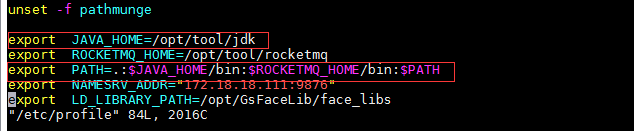 unset -f pathmunge
export  JAVA_HOME=/opt/tool/jdk
export  ROCKETMQ_HOME=/opt/tool/rocketmq
export  PATH=.:$JAVA_HOME/bin:$ROCKETMQ_HOME/bin:$PATH
export  NAMESRV_ADDR="172.18.18.111:9876"
export  LD_LIBRARY_PATH=/opt/GsFaceLib/face_libs
"/etc/profile" 84L, 2016C